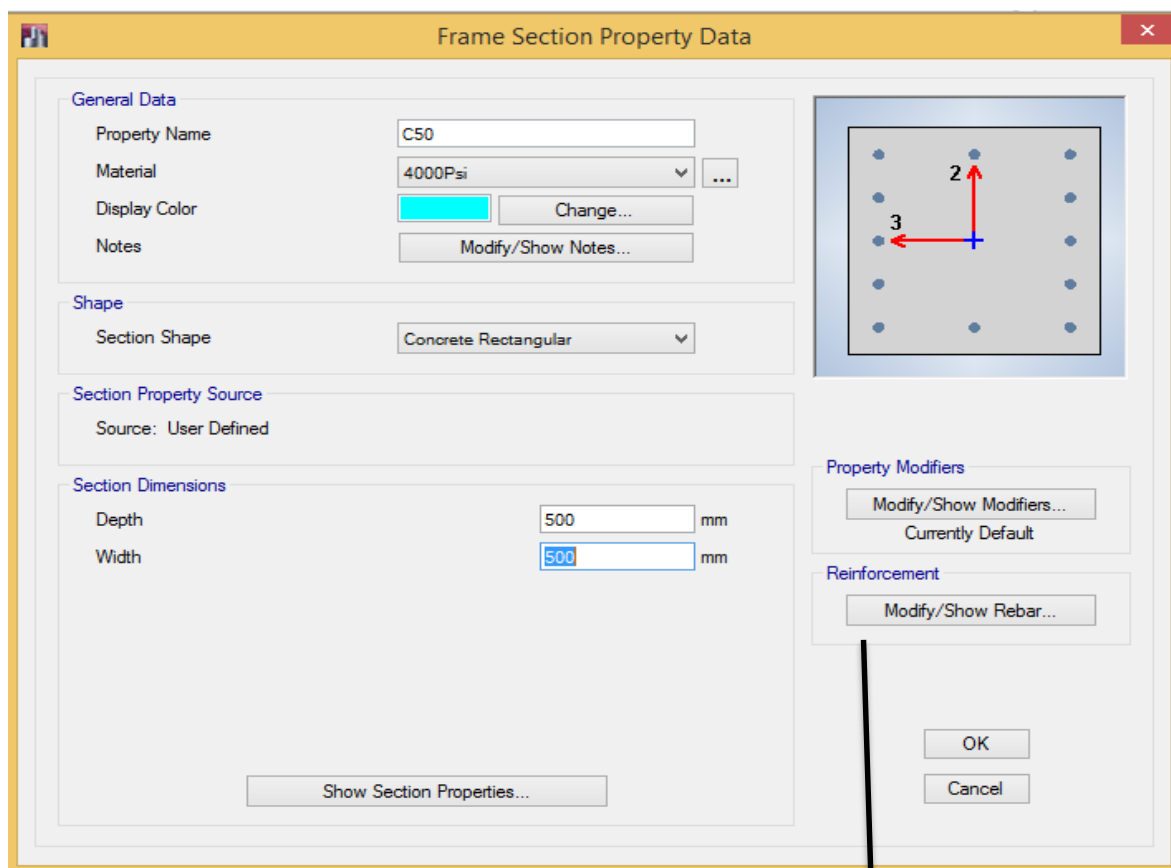 Frame Section Property Data
General Data
Property Name
C50
Material
4000Psi
...
Display Color
Change...
Notes
Modify/Show Notes...
2
3
Shape
Section Shape
Concrete Rectangular
Section Property Source
Source: User Defined
Section Dimensions
Depth
500
mm
Width
500
mm
Property Modifiers
Modify/Show Modifiers...
Currently Default
Reinforcement
Modify/Show Rebar...
Show Section Properties...
OK
Cancel